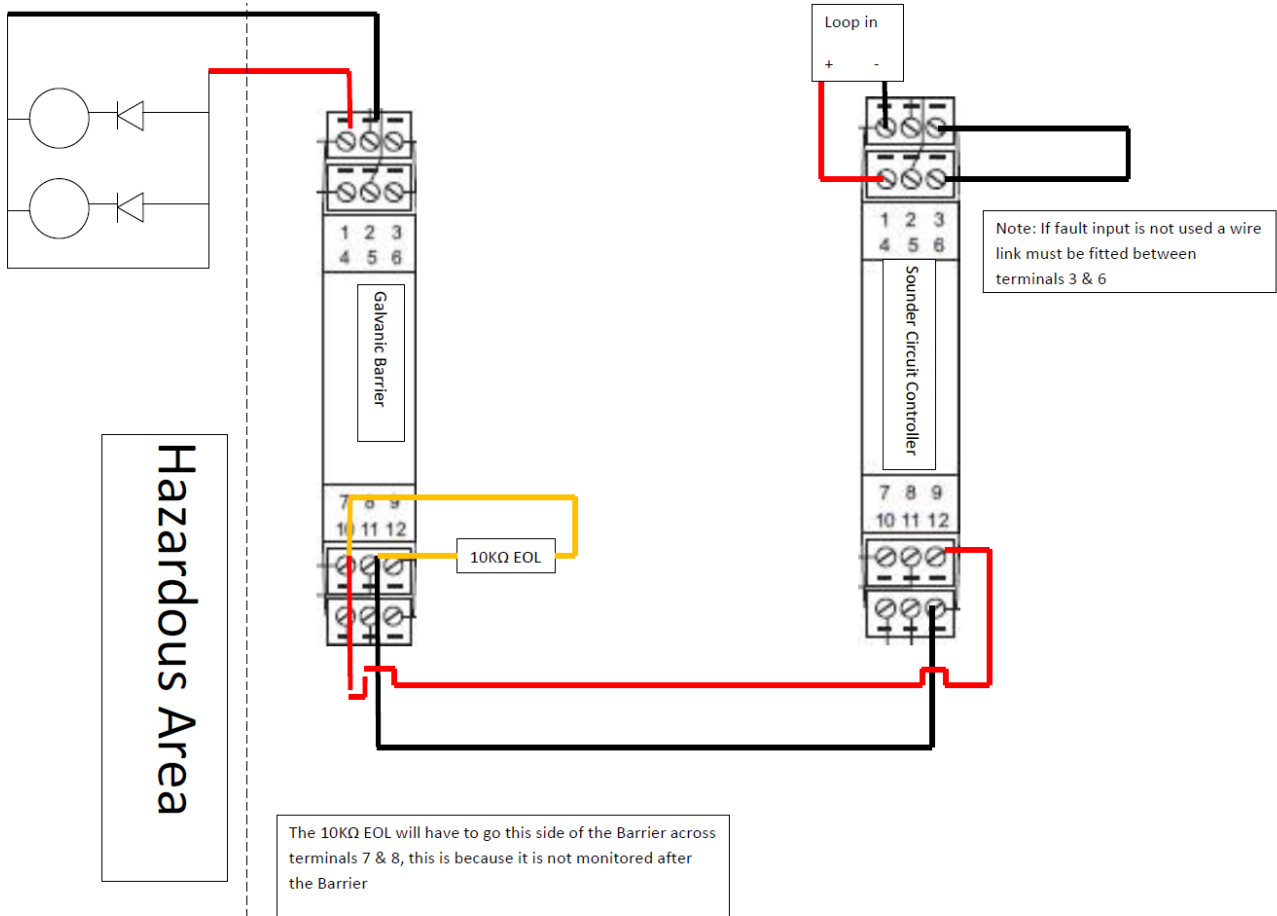 Loop in
+ -
1 2 3
4 5 6
Galvanic Barrier
7 8 9
10 11 12
10KΩ EOL
1 2 3
4 5 6
Sounder Circuit Controller
7 8 9
10 11 12
Note: If fault input is not used a wire
link must be fitted between
terminals 3 & 6
Hazardous Area
The 10KΩ EOL will have to go this side of the Barrier across
terminals 7 & 8, this is because it is not monitored after
the Barrier